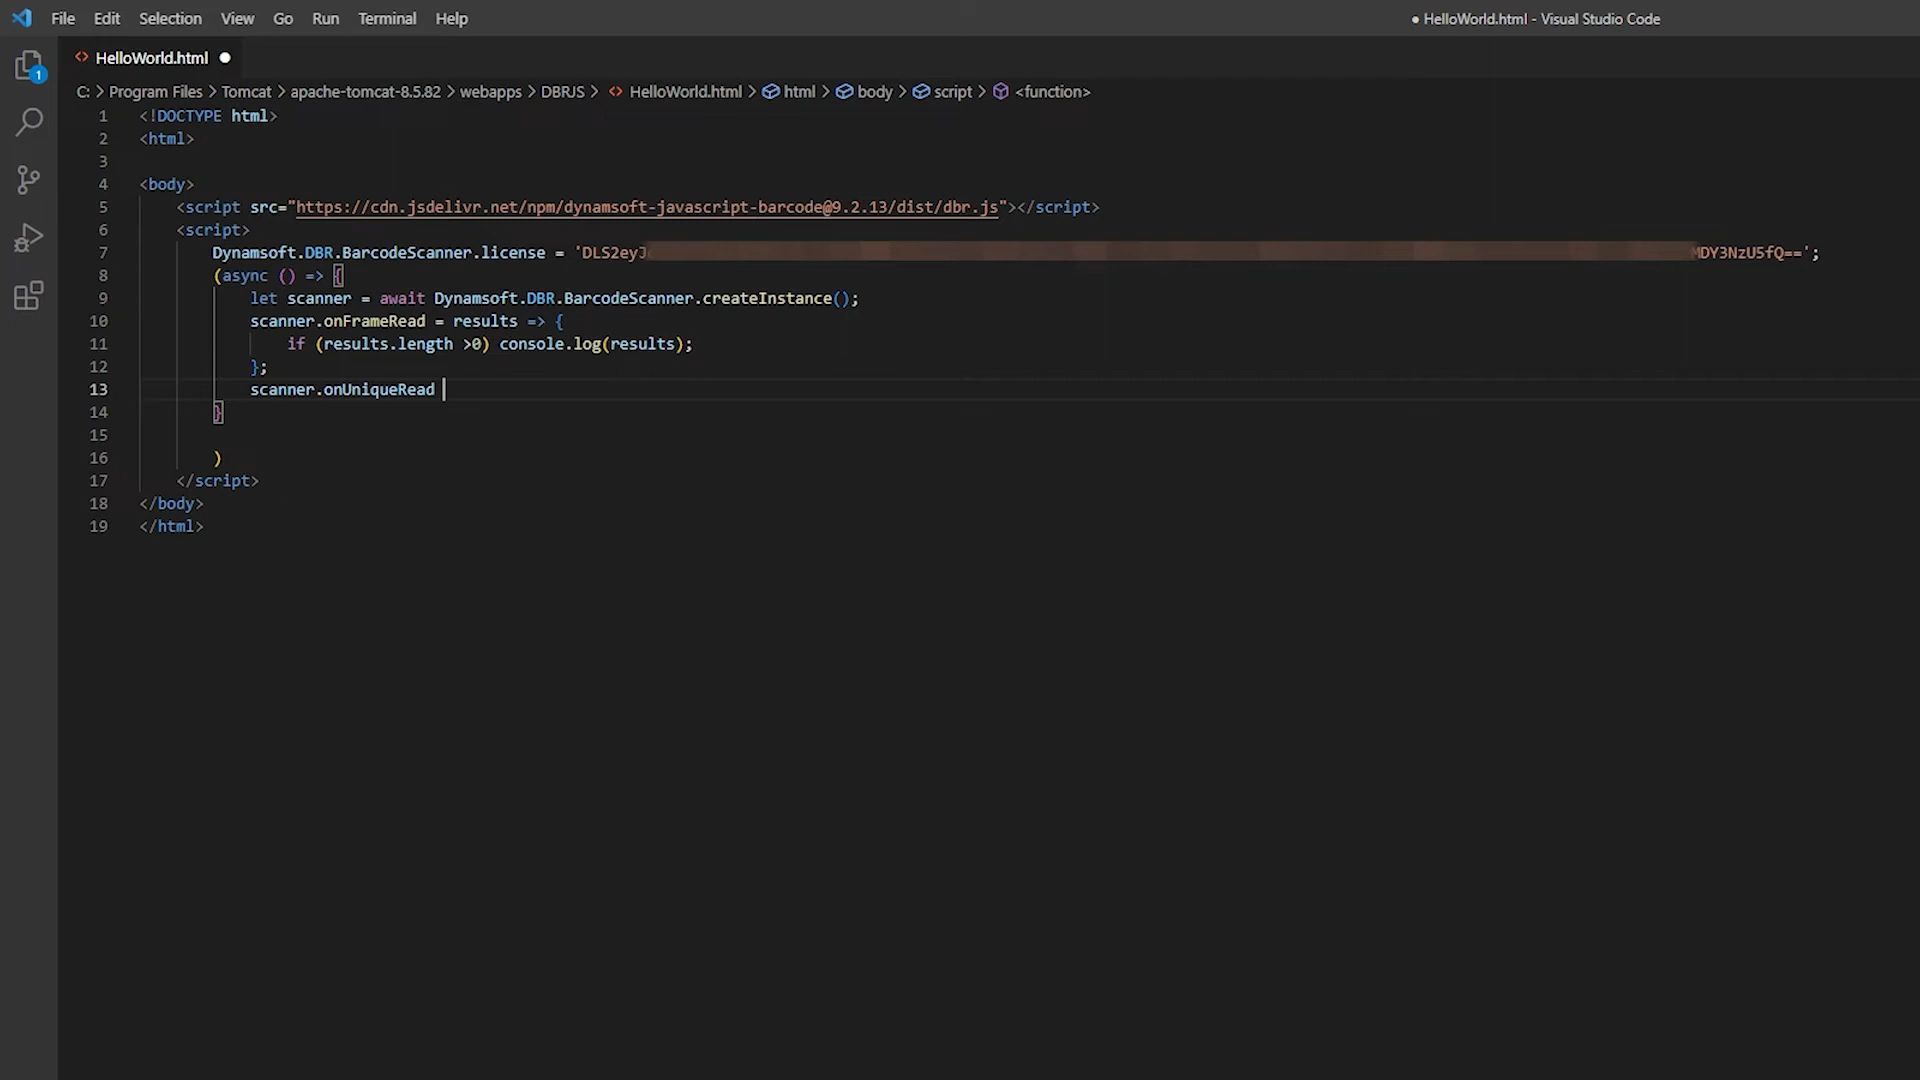 File Edit Selection View Go Run Terminal Help
● HelloWorld.html - Visual Studio Code
1
<> HelloWorld.html ●
C: > Program Files > Tomcat > apache-tomcat-8.5.82 > webapps > DBRJS > <> HelloWorld.html > html > body > script > <function>
1 <!DOCTYPE html>
2 <html>
3
4 <body>
5 <script src="https://cdn.jsdelivr.net/npm/dynamsoft-javascript-barcode@9.2.13/dist/dbr.js"></script>
6 <script>
7 Dynamsoft.DBR.BarcodeScanner.license = 'DLS2eyJ MDY3NzU5fQ==';
8 (async () => {
9 let scanner = await Dynamsoft.DBR.BarcodeScanner.createInstance();
10 scanner.onFrameRead = results => {
11 if (results.length >0) console.log(results);
12 };
13 scanner.onUniqueRead
14 }
15
16 )
17 </script>
18 </body>
19 </html>